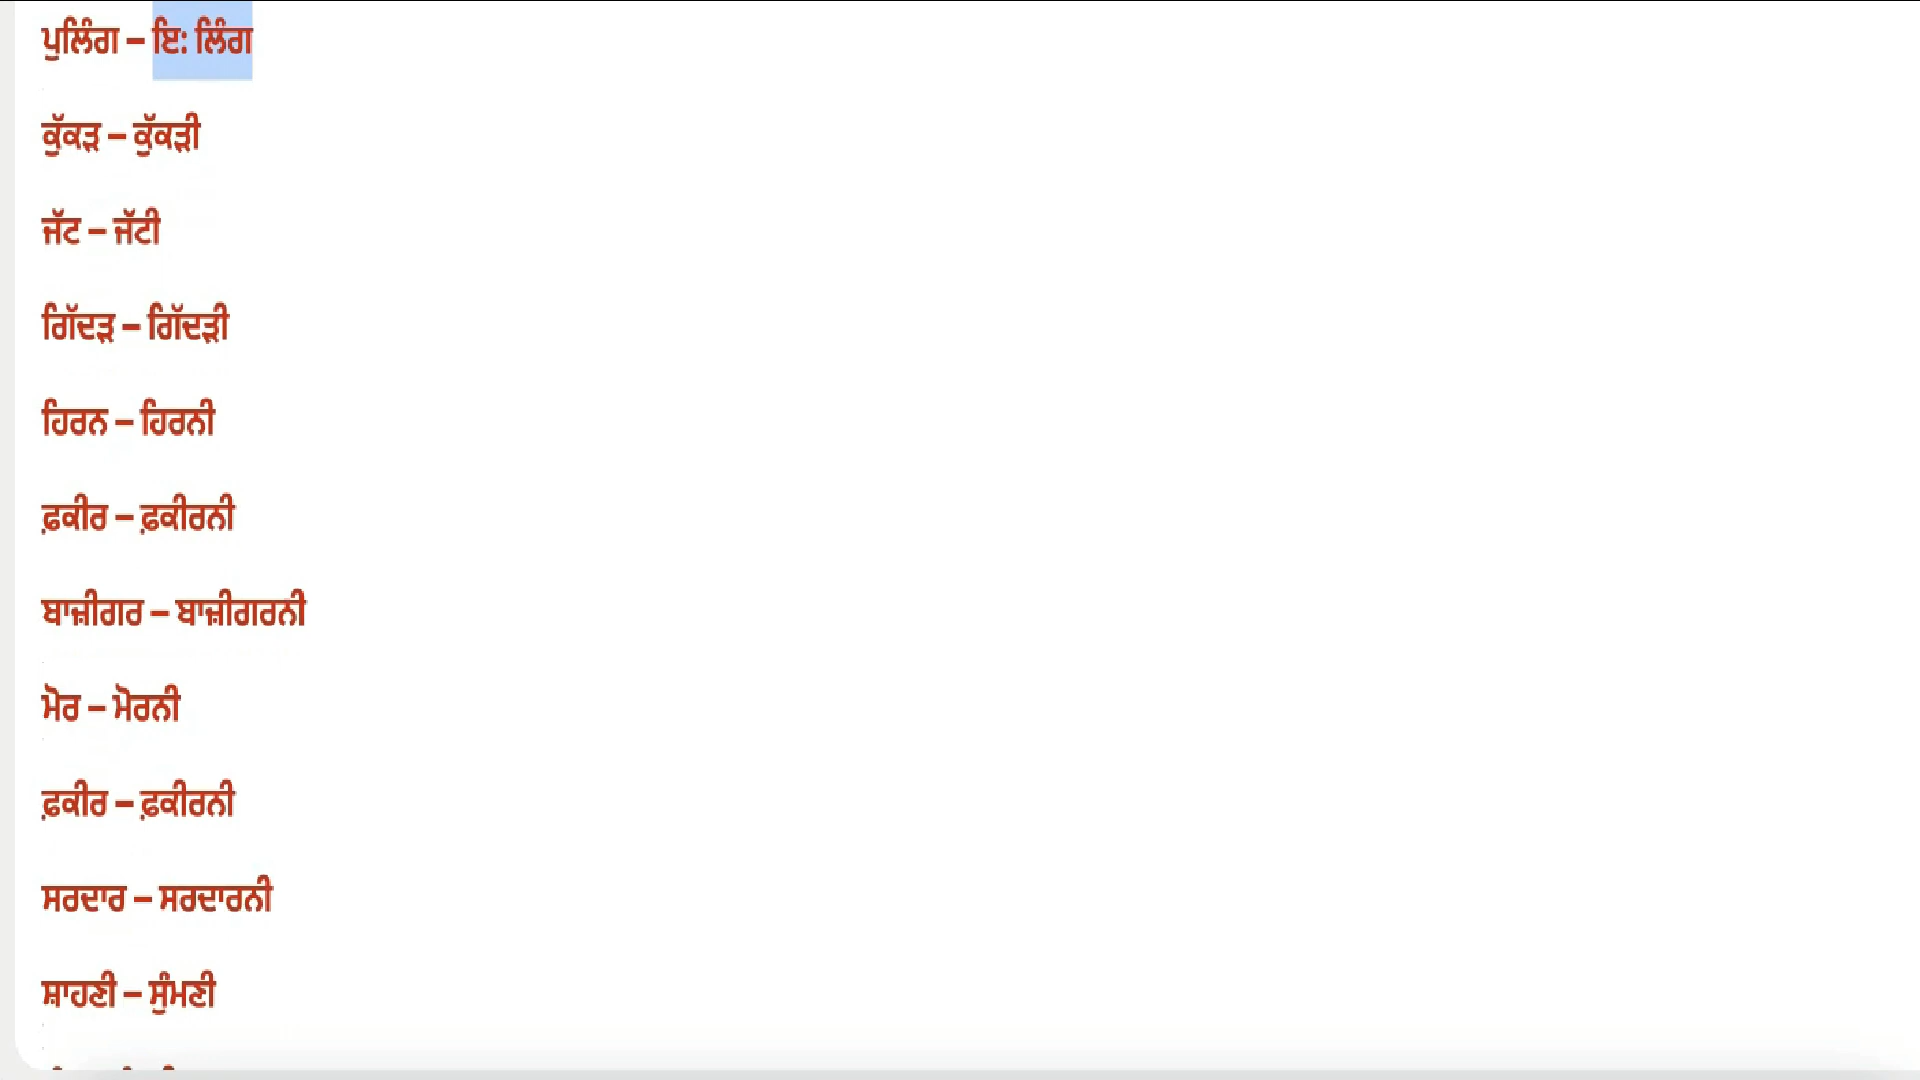 ਪੁਲਿੰਗ – ਇ: ਲਿੰਗ
ਕੁੱਕੜ – ਕੁੱਕੜੀ
ਜੱਟ – ਜੱਟੀ
ਗਿੱਦੜ – ਗਿੱਦੜੀ
ਹਿਰਨ – ਹਿਰਨੀ
ਫ਼ਕੀਰ – ਫ਼ਕੀਰਨੀ
ਬਾਜ਼ੀਗਰ – ਬਾਜ਼ੀਗਰਨੀ
ਮੋਰ – ਮੋਰਨੀ
ਫ਼ਕੀਰ – ਫ਼ਕੀਰਨੀ
ਸਰਦਾਰ – ਸਰਦਾਰਨੀ
ਸ਼ਾਹਣੀ – ਸੁੰਮਣੀ